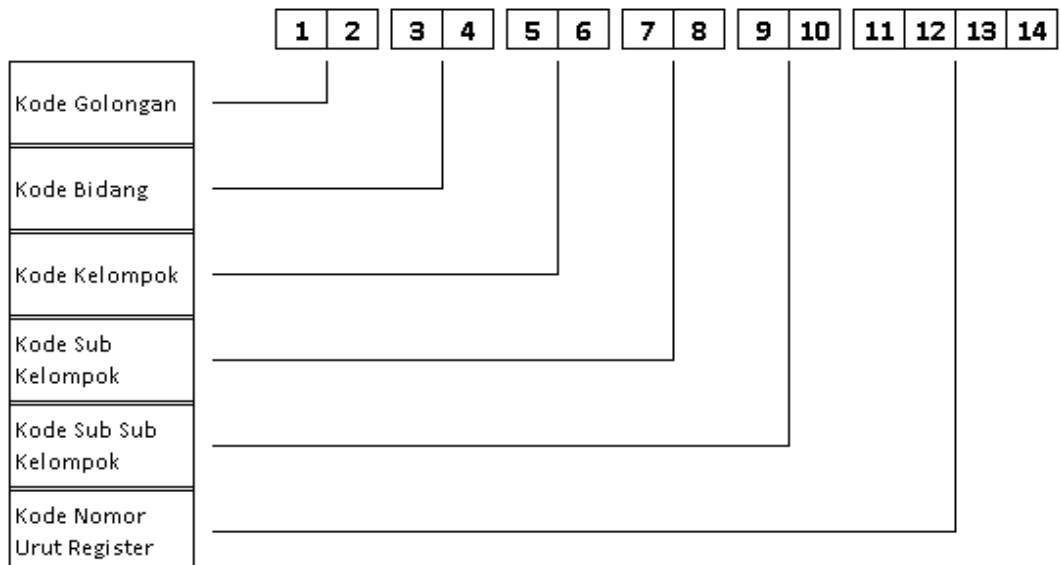 1 2 3 4 5 6 7 8 9 10 11 12 13 14
Kode Golongan
Kode Bidang
Kode Kelompok
Kode Sub
Kelompok
Kode Sub Sub
Kelompok
Kode Nomor
Urut Register